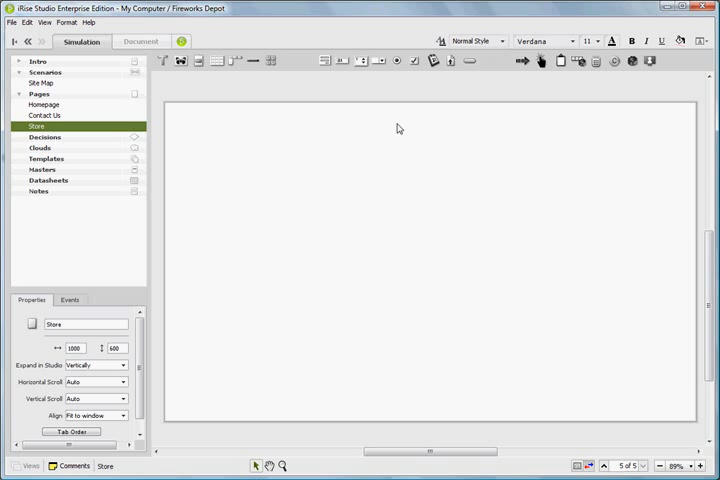 iRise Studio Enterprise Edition - My Computer / Fireworks Depot
File Edit View Format Help
Simulation Document
Normal Style Verdana 11 A B I U A
Intro
Scenarios
Site Map
Pages
Homepage
Contact Us
Store
Decisions
Clouds
Templates
Masters
Datasheets
Notes
Properties Events
Store
1000 600
Expand in Studio Vertically
Horizontal Scroll Auto
Vertical Scroll Auto
Align Fit to window
Tab Order
Views Comments Store 5 of 5 89%